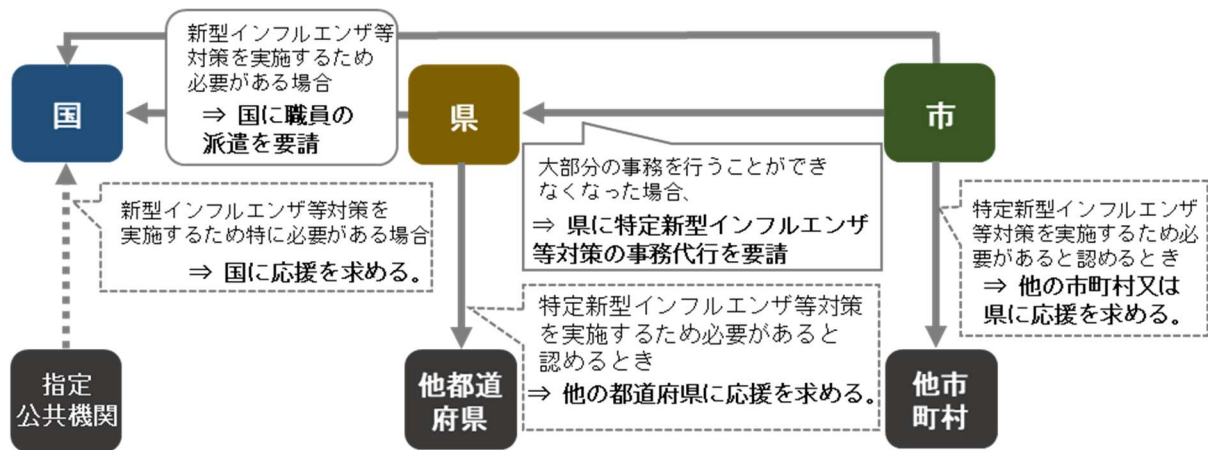 新型インフルエンザ等
対策を実施するため
必要がある場合
⇒ 国に職員の
派遣を要請
国
県
市
大部分の事務を行うことができ
なくなった場合、
⇒ 県に特定新型インフルエンザ
等対策の事務代行を要請
新型インフルエンザ等対策を
実施するため特に必要がある場合
⇒ 国に応援を求める。
特定新型インフルエンザ
等対策を実施するため必
要があると認めるとき
⇒ 他の市町村又は
県に応援を求める。
特定新型インフルエンザ等対策
を実施するため必要があると
認めるとき
⇒ 他の都道府県に応援を求める。
指定
公共機関
他都道
府県
他市
町村